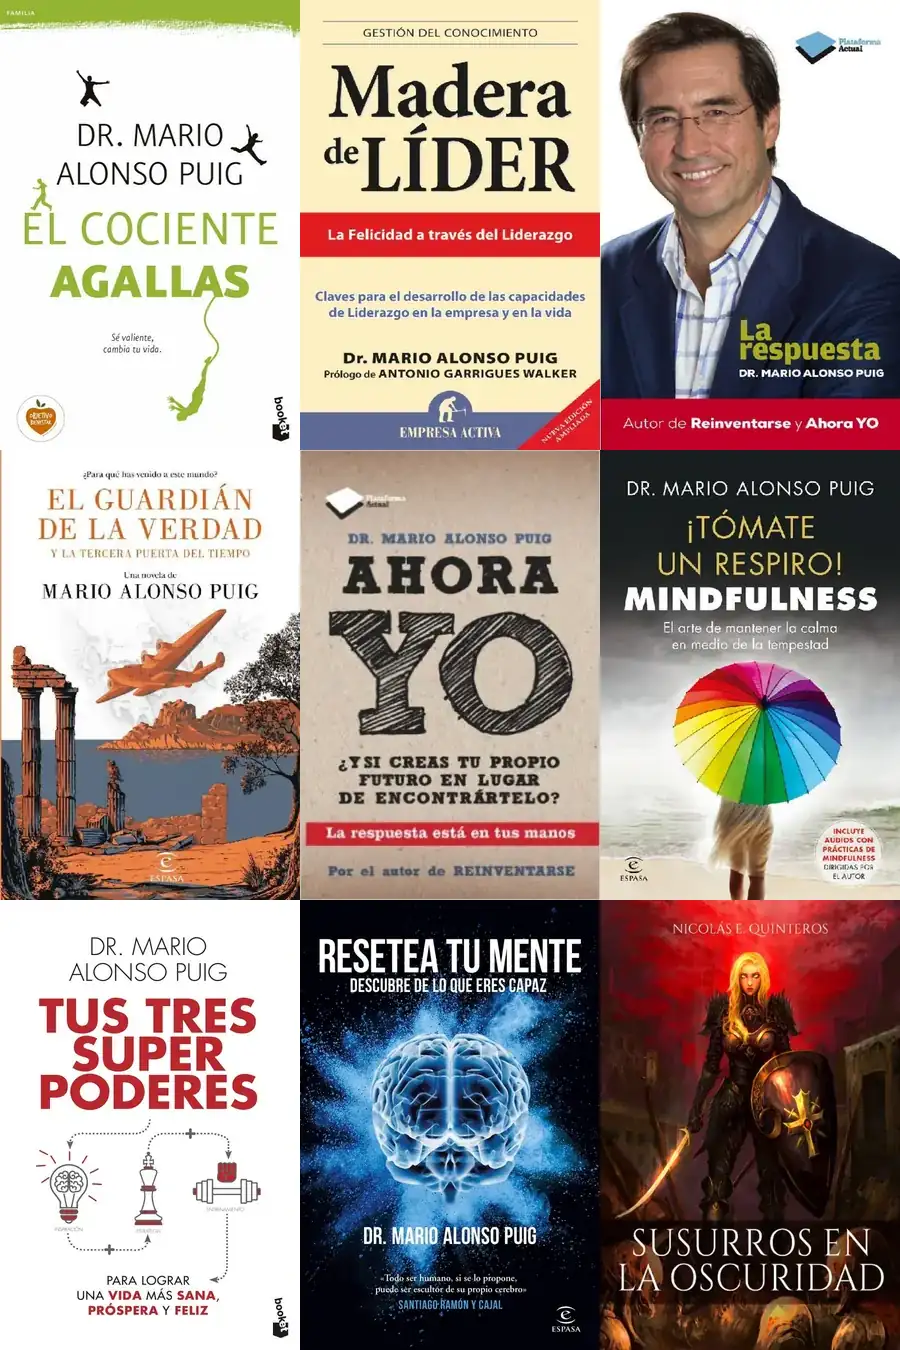 FAMILIA
DR. MARIO
ALONSO PUIG
EL COCIENTE
AGALLAS
Sé valiente,
cambia tu vida.
booket
GESTIÓN DEL CONOCIMIENTO
Madera
de LÍDER
La Felicidad a través del Liderazgo
Claves para el desarrollo de las capacidades
de Liderazgo en la empresa y en la vida
Dr. MARIO ALONSO PUIG
Prólogo de ANTONIO GARRIGUES WALKER
EMPRESA ACTIVA
NUEVA EDICIÓN
AMPLIADA
Plataforma
Actual
La
respuesta
DR. MARIO ALONSO PUIG
Autor de Reinventarse y Ahora YO
¿Para qué has venido a este mundo?
EL GUARDIÁN
DE LA VERDAD
Y LA TERCERA PUERTA DEL TIEMPO
Una novela de
MARIO ALONSO PUIG
ESPASA
Plataforma
Actual
DR. MARIO ALONSO PUIG
AHORA
YO
¿Y SI CREAS TU PROPIO
FUTURO EN LUGAR
DE ENCONTRÁRTELO?
La respuesta está en tus manos
Por el autor de REINVENTARSE
DR. MARIO ALONSO PUIG
¡TÓMATE
UN RESPIRO!
MINDFULNESS
El arte de mantener la calma
en medio de la tempestad
INCLUYE
AUDIOS CON
PRÁCTICAS DE
MINDFULNESS
DIRIGIDAS POR
EL AUTOR
ESPASA
DR. MARIO
ALONSO PUIG
TUS TRES
SUPER
PODERES
PARA LOGRAR
UNA VIDA MÁS SANA,
PRÓSPERA Y FELIZ
booket
RESETEA TU MENTE
DESCUBRE DE LO QUE ERES CAPAZ
DR. MARIO ALONSO PUIG
«Todo ser humano, si se lo propone,
puede ser escultor de su propio cerebro»
SANTIAGO RAMÓN Y CAJAL
ESPASA
NICOLÁS E. QUINTEROS
SUSURROS EN
LA OSCURIDAD